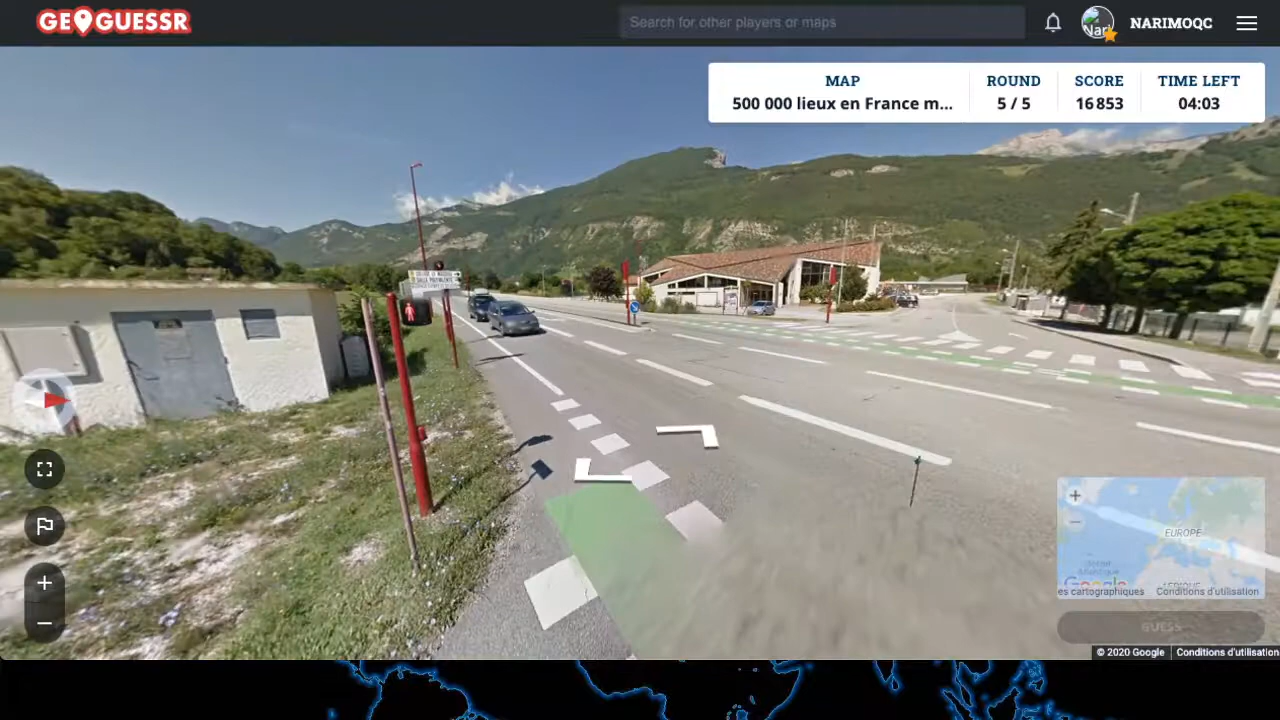 GEOGUESSR
Search for other players or maps
NARIMOQC
MAP
500 000 lieux en France m...
ROUND
5 / 5
SCORE
16 853
TIME LEFT
04:03
EUROPE
Google
es cartographiques
Conditions d'utilisation
GUESS
© 2020 Google
Conditions d'utilisation